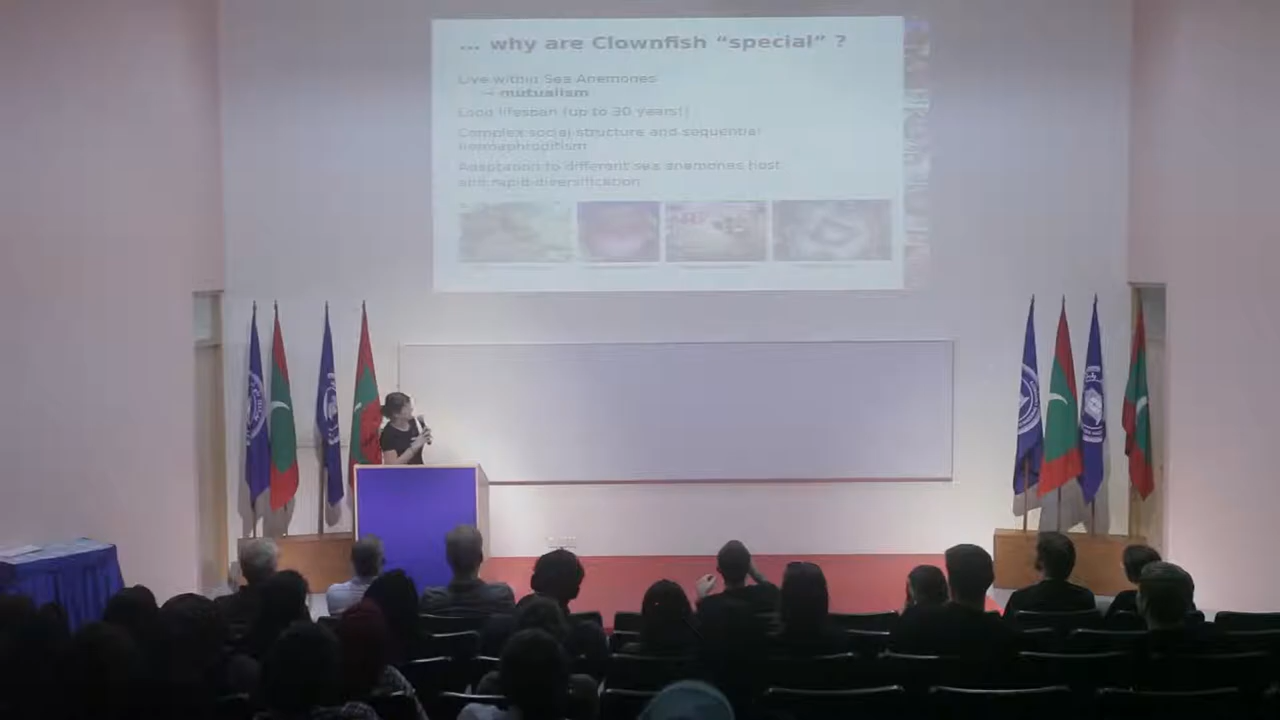 ... why are Clownfish “special” ?
Live within Sea Anemones
→ mutualism
Long lifespan (up to 30 years!)
Complex social structure and sequential
hermaphroditism
Adaptation to different sea anemones host
and rapid diversification